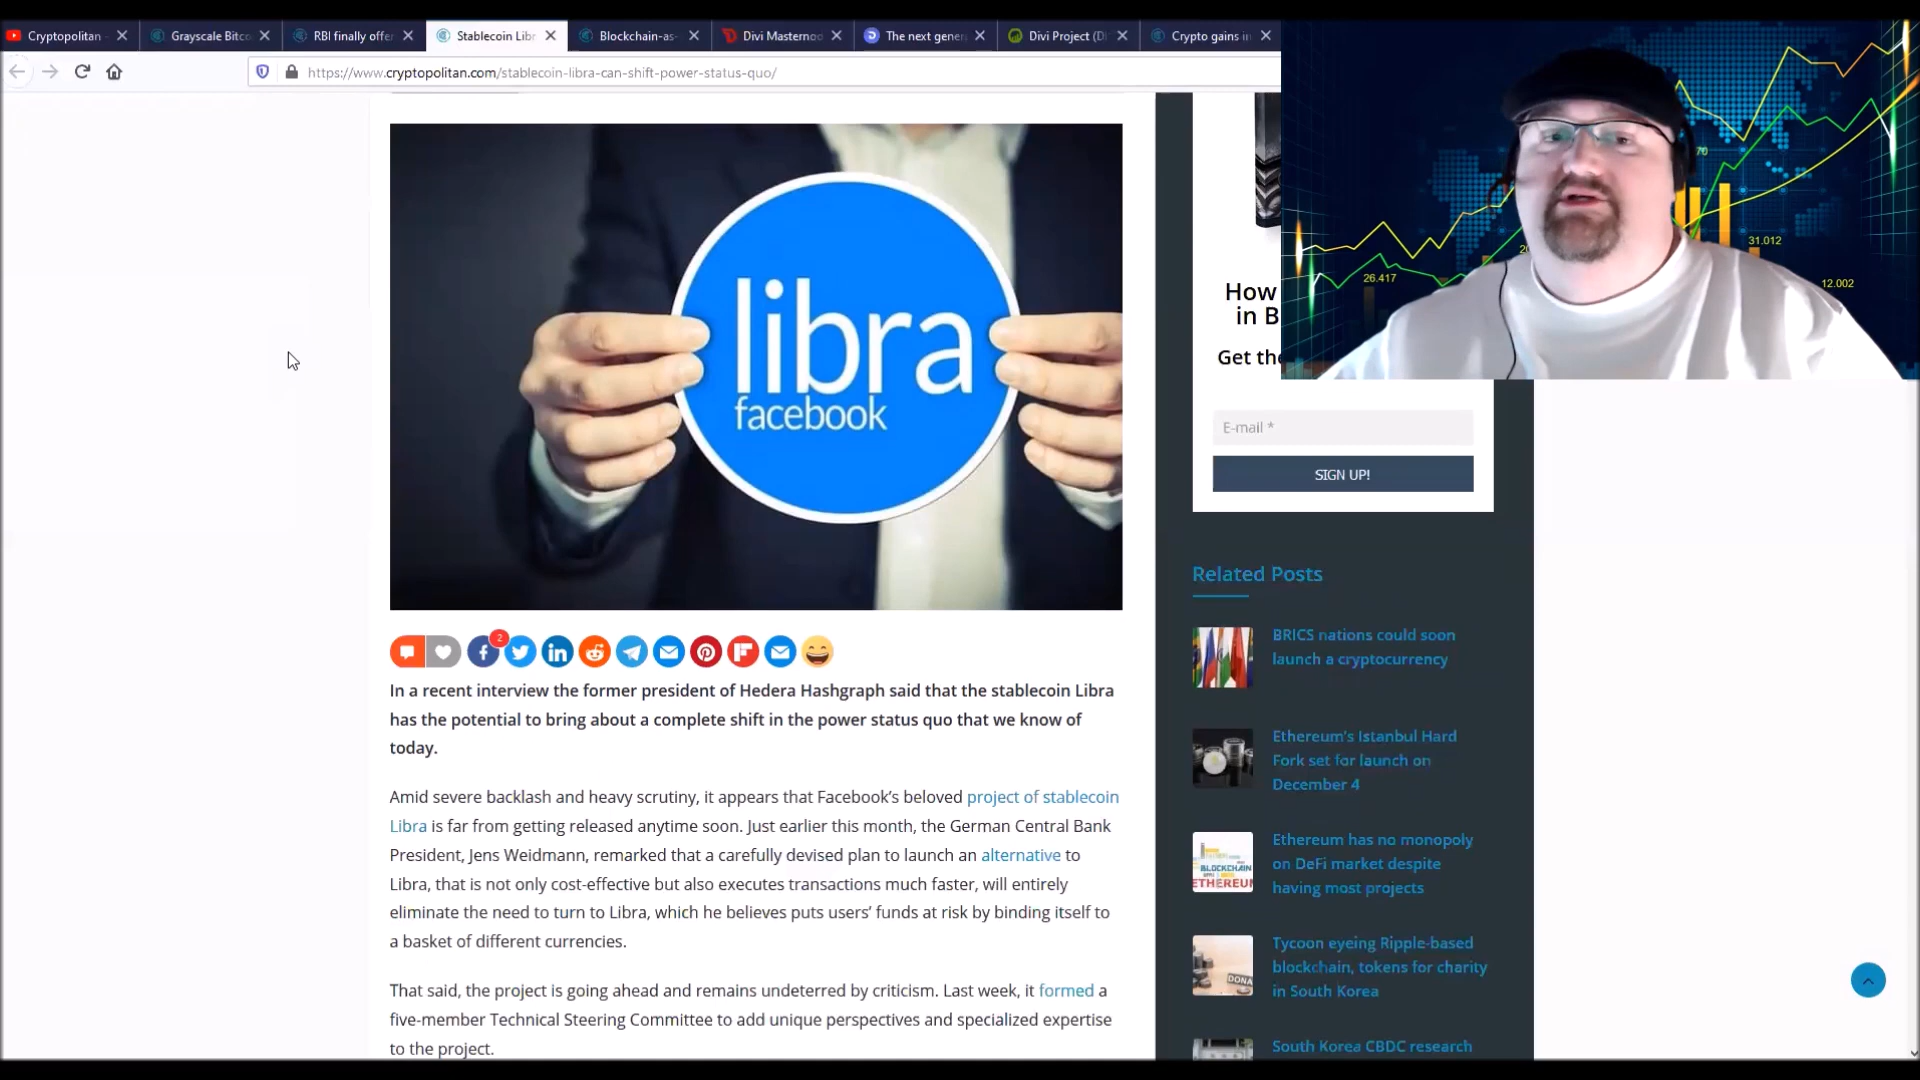 Cryptopolitan -
Grayscale Bitco
RBI finally offe
Stablecoin Libr
Blockchain-as-
Divi Masternod
The next gene
Divi Project (DI
Crypto gains in
https://www.cryptopolitan.com/stablecoin-libra-can-shift-power-status-quo/
libra
facebook
70
20
31.012
26.417
12.002
How
in B
Get the
E-mail *
SIGN UP!
Related Posts
BRICS nations could soon
launch a cryptocurrency
Ethereum's Istanbul Hard
Fork set for launch on
December 4
BLOCKCHAIN
ETHEREU
Ethereum has no monopoly
on DeFi market despite
having most projects
DONA
Tycoon eyeing Ripple-based
blockchain, tokens for charity
in South Korea
South Korea CBDC research
2
In a recent interview the former president of Hedera Hashgraph said that the stablecoin Libra
has the potential to bring about a complete shift in the power status quo that we know of
today.
Amid severe backlash and heavy scrutiny, it appears that Facebook's beloved project of stablecoin
Libra is far from getting released anytime soon. Just earlier this month, the German Central Bank
President, Jens Weidmann, remarked that a carefully devised plan to launch an alternative to
Libra, that is not only cost-effective but also executes transactions much faster, will entirely
eliminate the need to turn to Libra, which he believes puts users' funds at risk by binding itself to
a basket of different currencies.
That said, the project is going ahead and remains undeterred by criticism. Last week, it formed a
five-member Technical Steering Committee to add unique perspectives and specialized expertise
to the project.